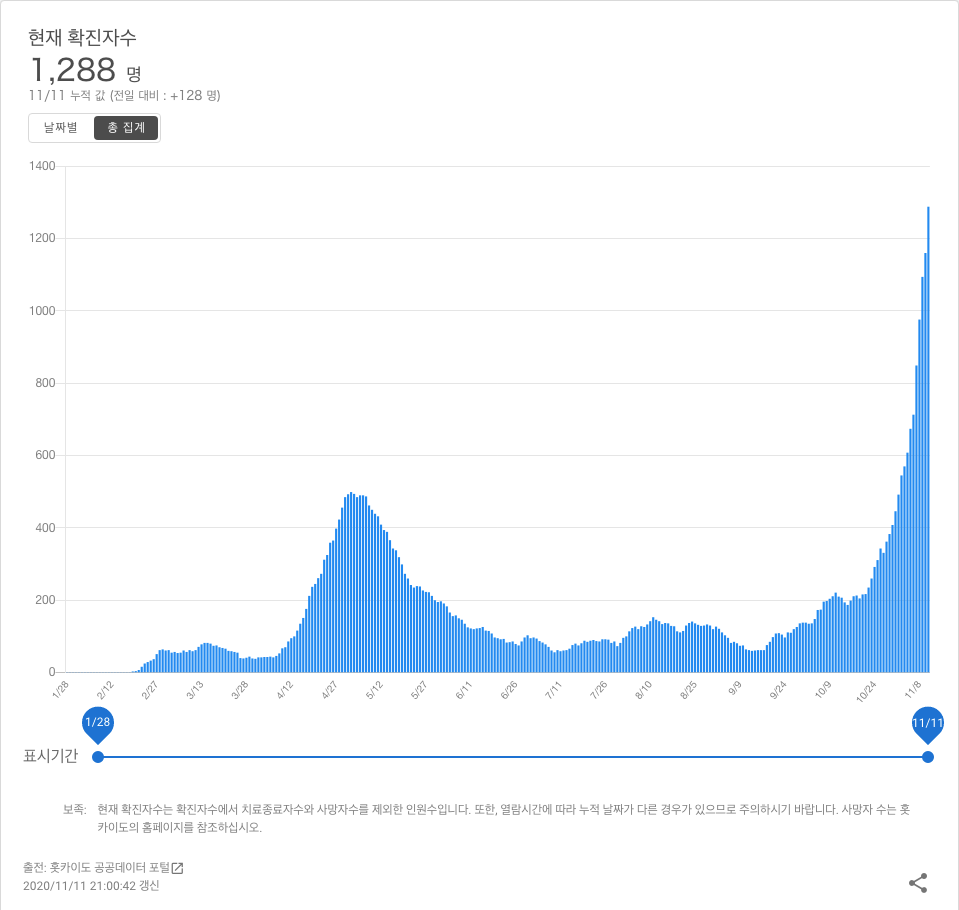 현재 확진자수
1,288 명
11/11 누적 값 (전일 대비 : +128 명)
날짜별 총 집계
1400
1200
1000
800
600
400
200
0
1/28 2/12 2/27 3/13 3/28 4/12 4/27 5/12 5/27 6/11 6/26 7/11 7/26 8/10 8/25 9/9 9/24 10/9 10/24 11/8
1/28 11/11
표시기간
보족: 현재 확진자수는 확진자수에서 치료종료자수와 사망자수를 제외한 인원수입니다. 또한, 열람시간에 따라 누적 날짜가 다른 경우가 있으므로 주의하시기 바랍니다. 사망자 수는 홋
카이도의 홈페이지를 참조하십시오.
출전: 홋카이도 공공데이터 포털
2020/11/11 21:00:42 갱신